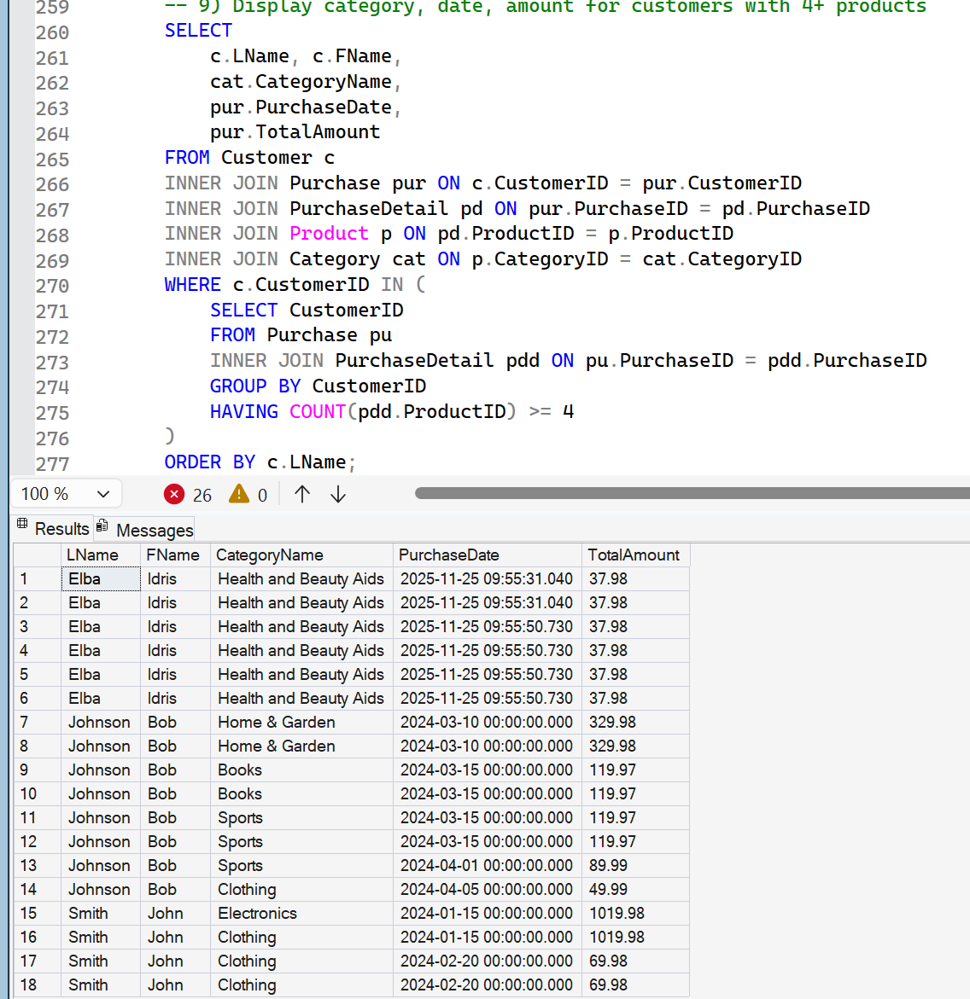 259 -- 9) Display category, date, amount for customers with 4+ products
260 SELECT
261 c.LName, c.FName,
262 cat.CategoryName,
263 pur.PurchaseDate,
264 pur.TotalAmount
265 FROM Customer c
266 INNER JOIN Purchase pur ON c.CustomerID = pur.CustomerID
267 INNER JOIN PurchaseDetail pd ON pur.PurchaseID = pd.PurchaseID
268 INNER JOIN Product p ON pd.ProductID = p.ProductID
269 INNER JOIN Category cat ON p.CategoryID = cat.CategoryID
270 WHERE c.CustomerID IN (
271 SELECT CustomerID
272 FROM Purchase pu
273 INNER JOIN PurchaseDetail pdd ON pu.PurchaseID = pdd.PurchaseID
274 GROUP BY CustomerID
275 HAVING COUNT(pdd.ProductID) >= 4
276 )
277 ORDER BY c.LName;
100 % 26 0
Results Messages
LName FName CategoryName PurchaseDate TotalAmount
1 Elba Idris Health and Beauty Aids 2025-11-25 09:55:31.040 37.98
2 Elba Idris Health and Beauty Aids 2025-11-25 09:55:31.040 37.98
3 Elba Idris Health and Beauty Aids 2025-11-25 09:55:50.730 37.98
4 Elba Idris Health and Beauty Aids 2025-11-25 09:55:50.730 37.98
5 Elba Idris Health and Beauty Aids 2025-11-25 09:55:50.730 37.98
6 Elba Idris Health and Beauty Aids 2025-11-25 09:55:50.730 37.98
7 Johnson Bob Home & Garden 2024-03-10 00:00:00.000 329.98
8 Johnson Bob Home & Garden 2024-03-10 00:00:00.000 329.98
9 Johnson Bob Books 2024-03-15 00:00:00.000 119.97
10 Johnson Bob Books 2024-03-15 00:00:00.000 119.97
11 Johnson Bob Sports 2024-03-15 00:00:00.000 119.97
12 Johnson Bob Sports 2024-03-15 00:00:00.000 119.97
13 Johnson Bob Sports 2024-04-01 00:00:00.000 89.99
14 Johnson Bob Clothing 2024-04-05 00:00:00.000 49.99
15 Smith John Electronics 2024-01-15 00:00:00.000 1019.98
16 Smith John Clothing 2024-01-15 00:00:00.000 1019.98
17 Smith John Clothing 2024-02-20 00:00:00.000 69.98
18 Smith John Clothing 2024-02-20 00:00:00.000 69.98